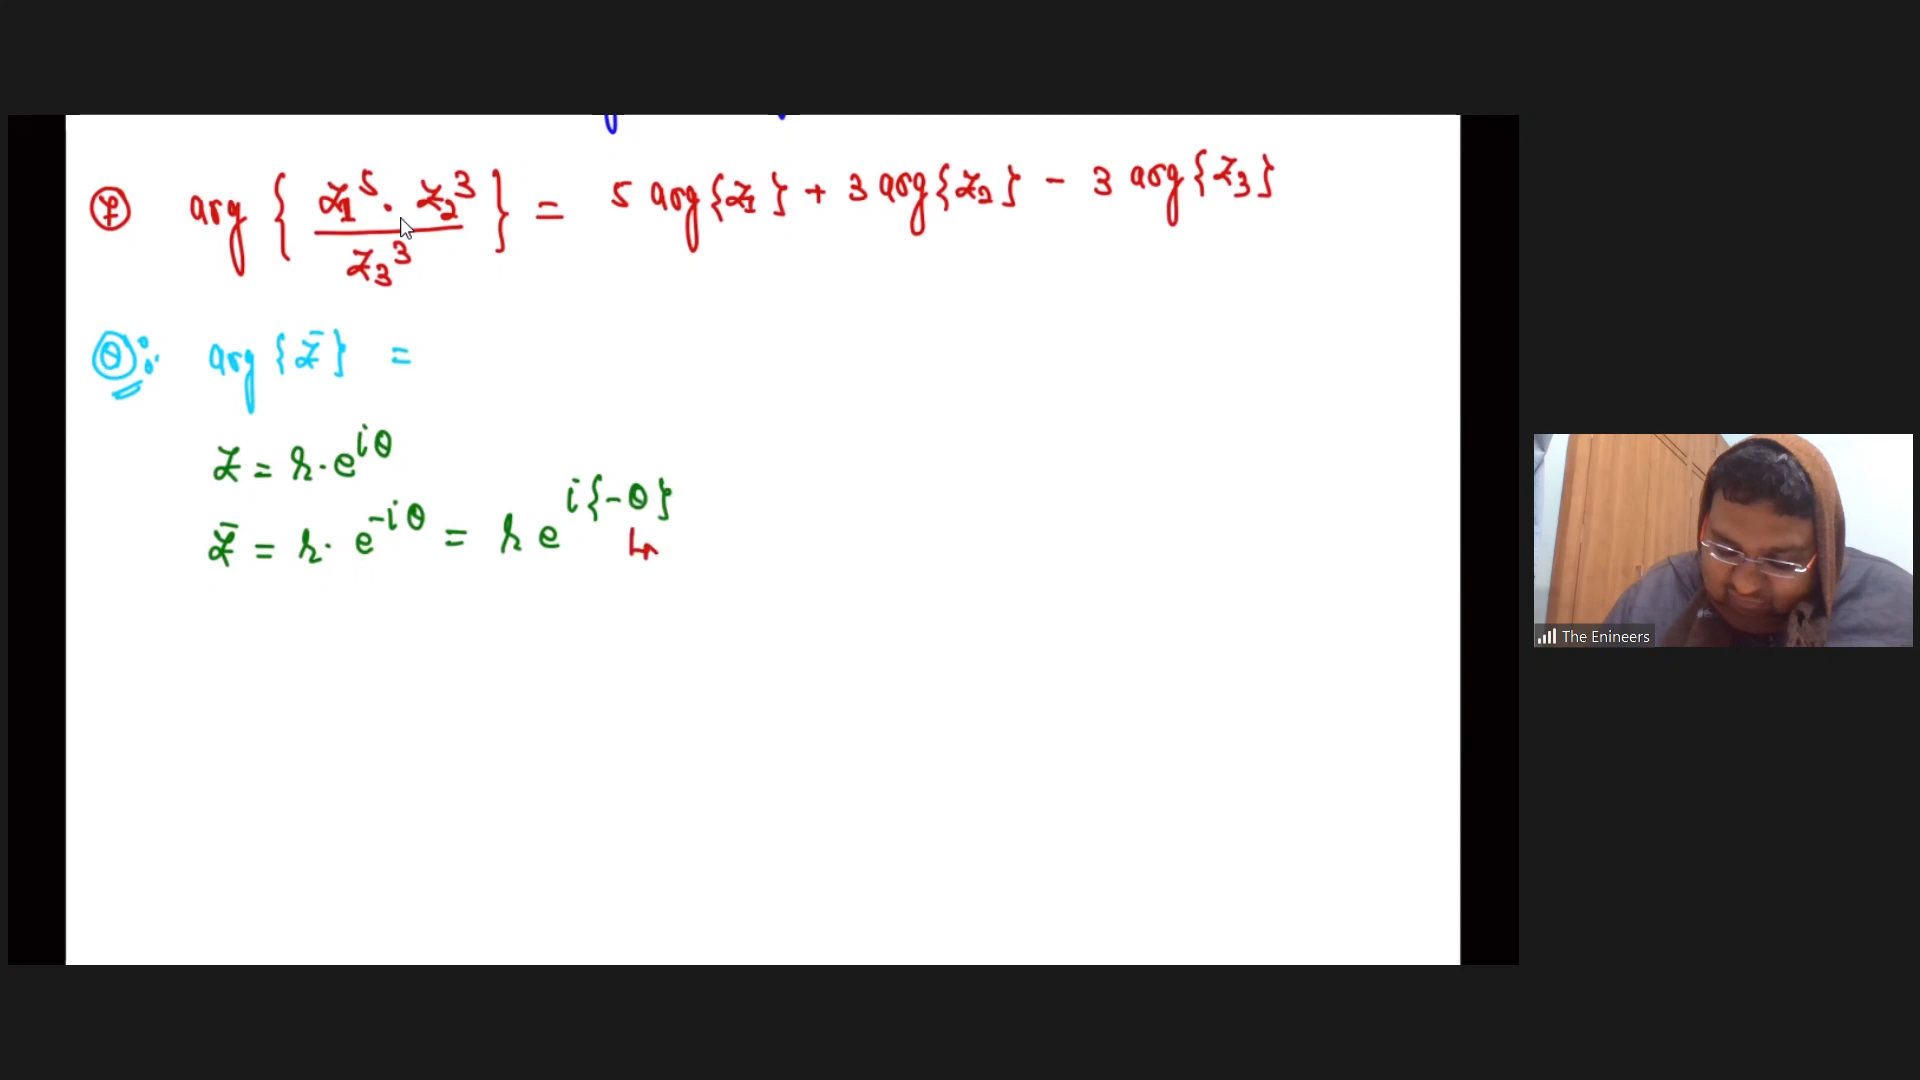 arg { z₁⁵ · z₂³ / z₃³ } = 5 arg{z₁} + 3 arg{z₂} - 3 arg{z₃}
Q: arg {z̄} =
z = r · e^{iθ}
z̄ = r · e^{-iθ} = r e^{i{-θ}}
The Enineers